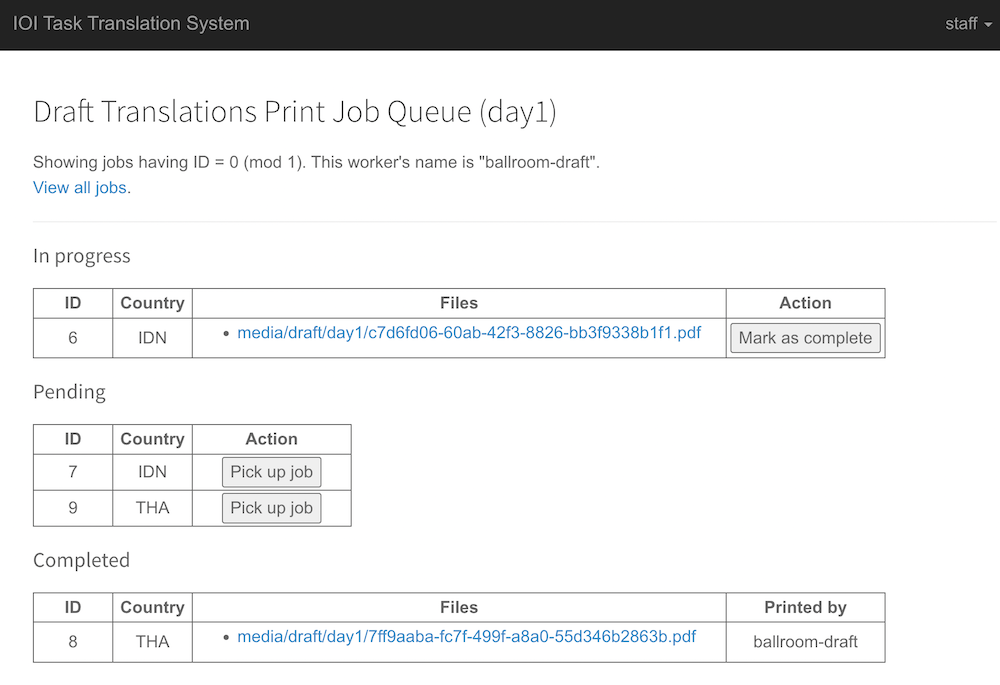 IOI Task Translation System
staff
Draft Translations Print Job Queue (day1)
Showing jobs having ID = 0 (mod 1). This worker's name is "ballroom-draft".
View all jobs.
In progress
ID Country Files Action
6 IDN • media/draft/day1/c7d6fd06-60ab-42f3-8826-bb3f9338b1f1.pdf Mark as complete
Pending
ID Country Action
7 IDN Pick up job
9 THA Pick up job
Completed
ID Country Files Printed by
8 THA • media/draft/day1/7ff9aaba-fc7f-499f-a8a0-55d346b2863b.pdf ballroom-draft